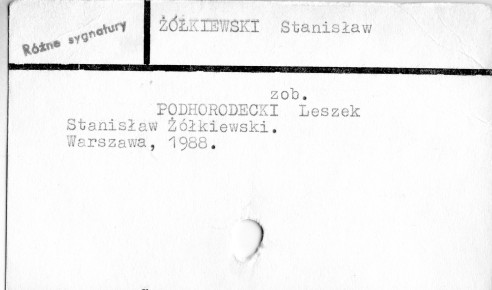 Różne sygnatury
ŻÓŁKIEWSKI Stanisław
zob.
PODHORODECKI Leszek
Stanisław Żółkiewski.
Warszawa, 1988.